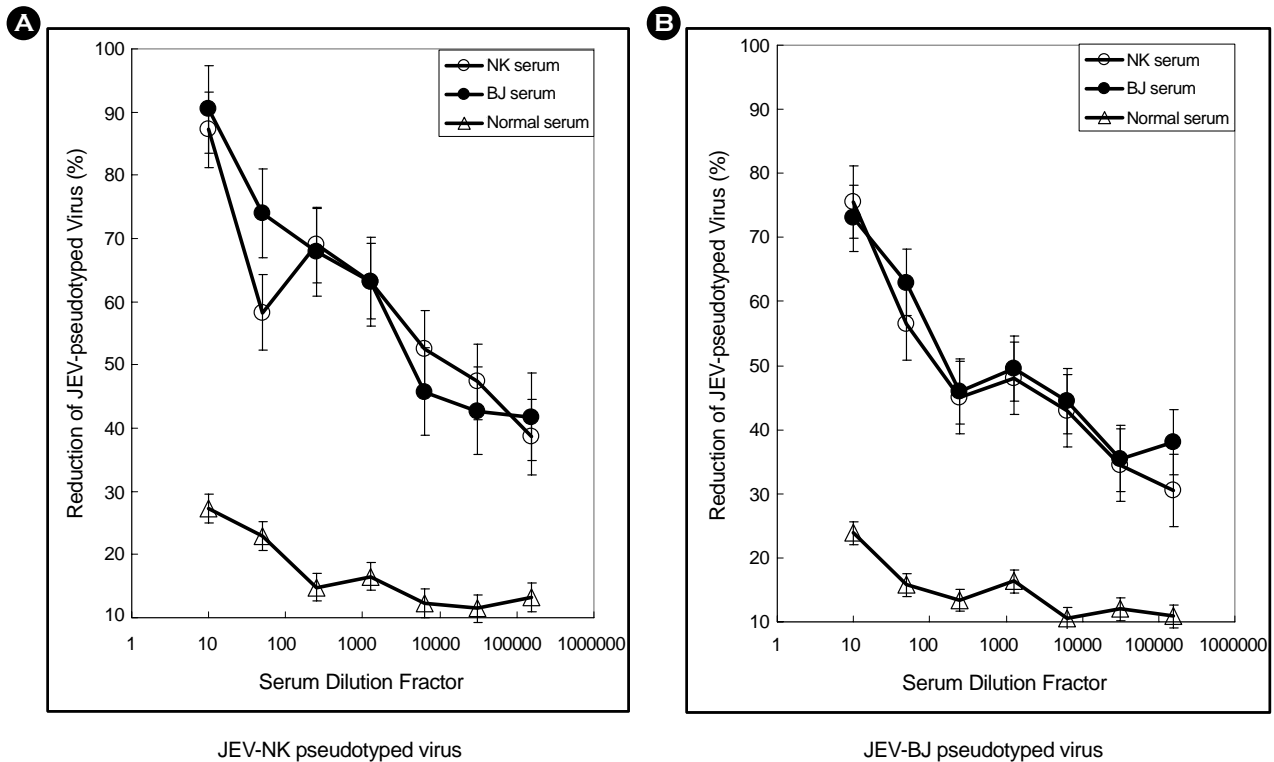 A
Reduction of JEV-pseudotyped Virus (%)
100
90
80
70
60
50
40
30
20
10
NK serum
BJ serum
Normal serum
1 10 100 1000 10000 100000 1000000
Serum Dilution Fractor
JEV-NK pseudotyped virus
B
Reduction of JEV-pseudotyped Virus (%)
100
90
80
70
60
50
40
30
20
10
NK serum
BJ serum
Normal serum
1 10 100 1000 10000 100000 1000000
Serum Dilution Fractor
JEV-BJ pseudotyped virus